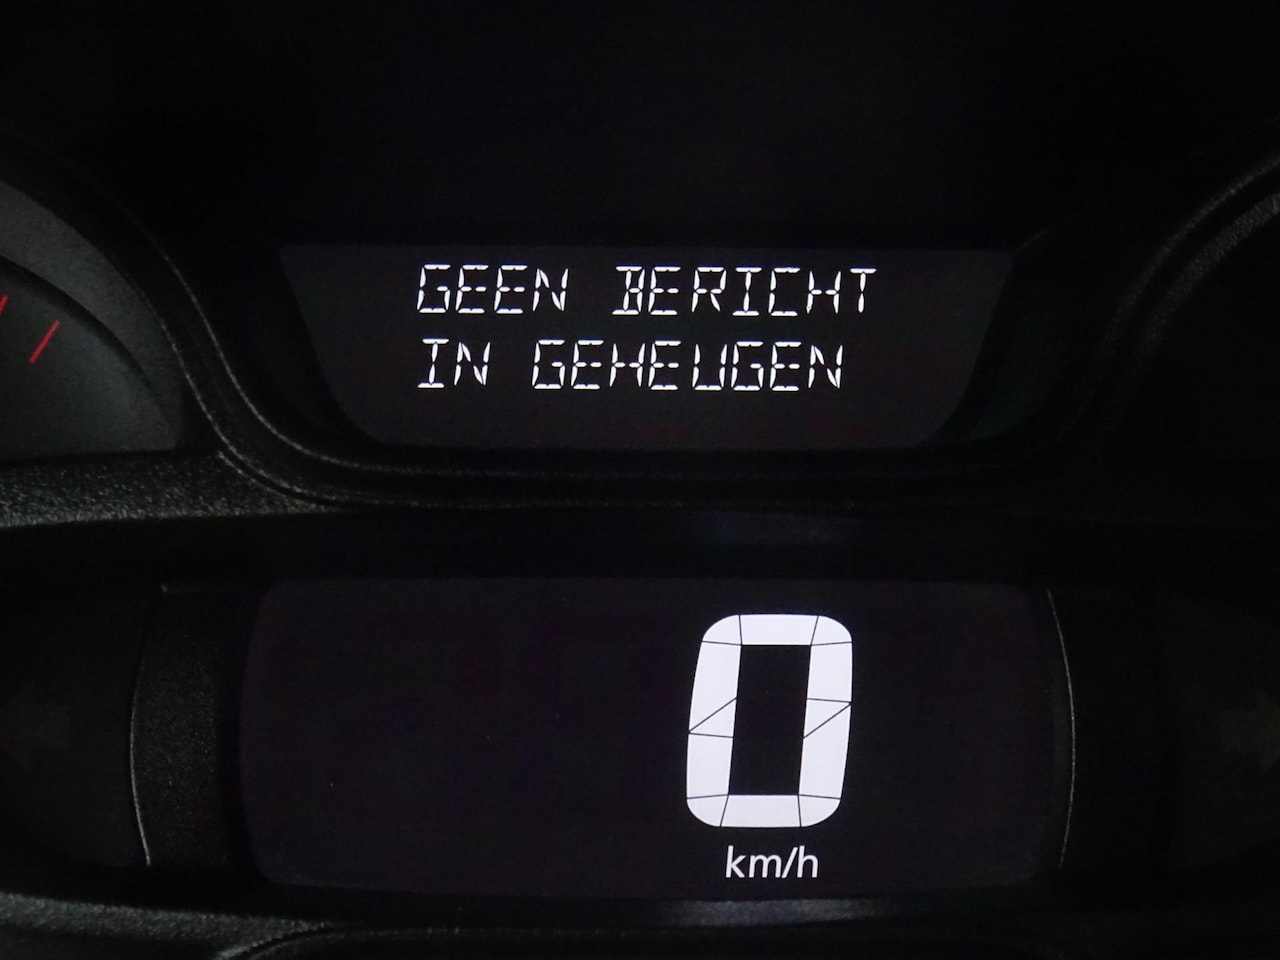 GEEN BERICHT
IN GEHEUGEN
0
km/h